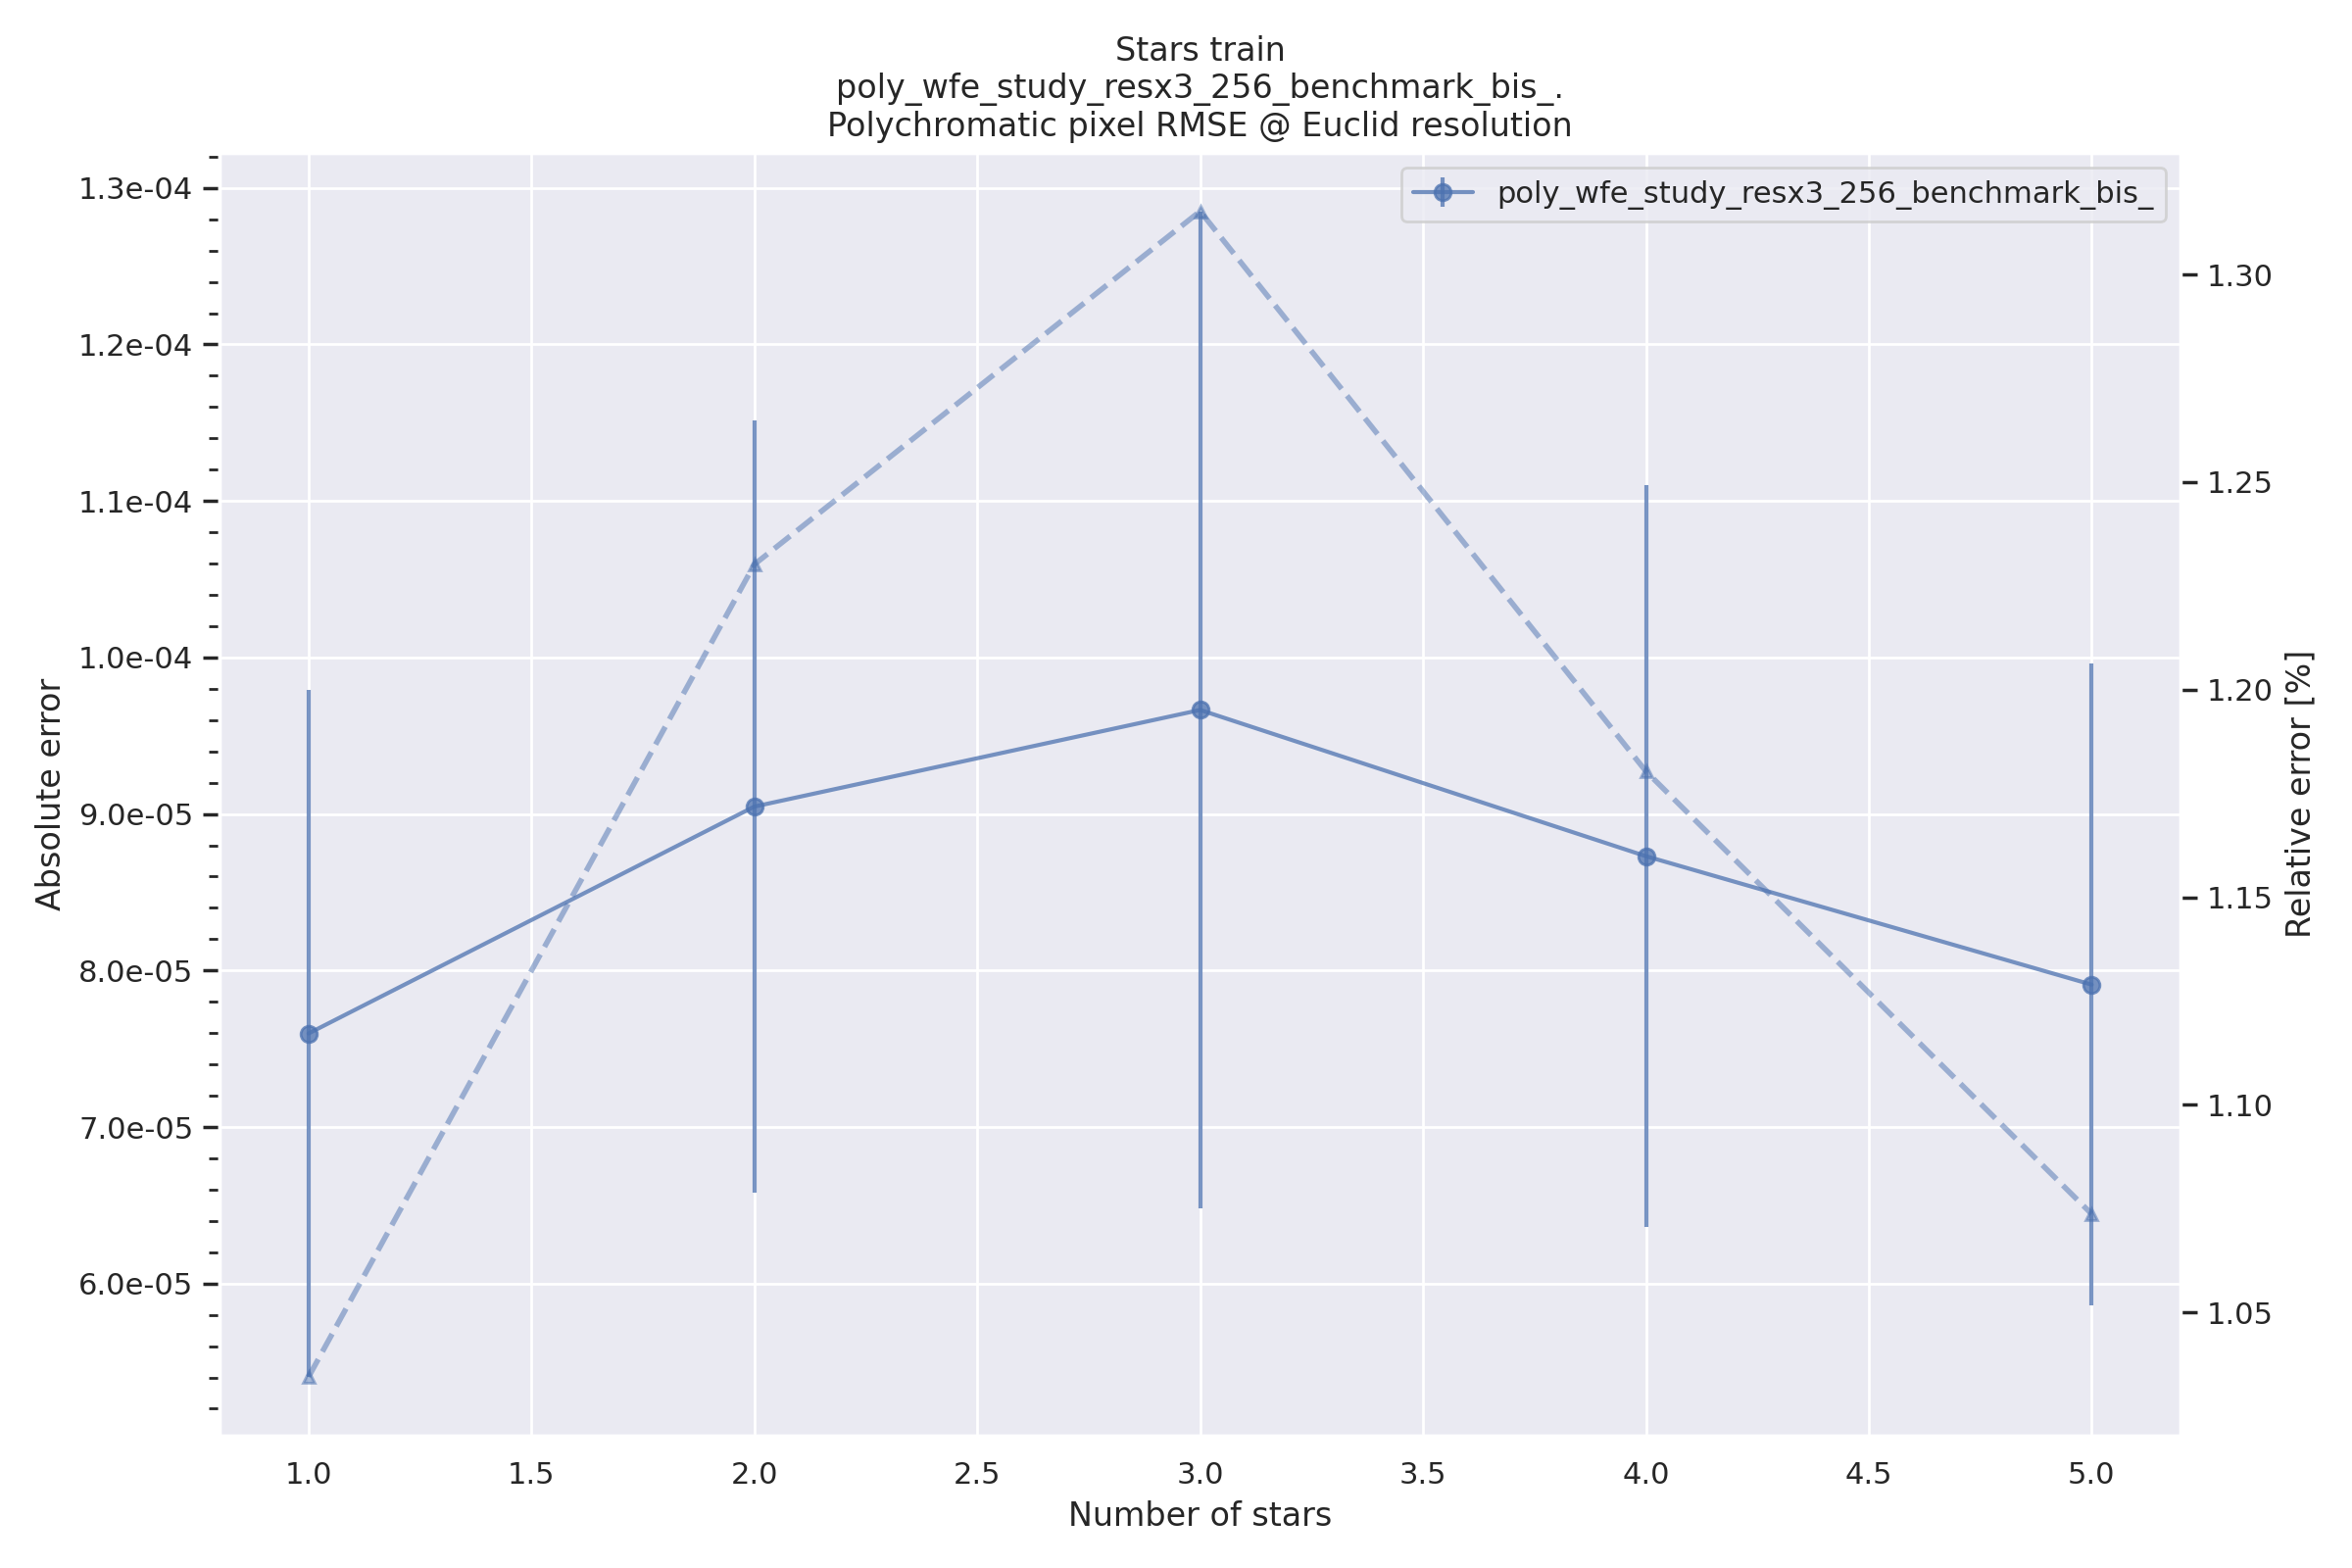 Stars train
poly_wfe_study_resx3_256_benchmark_bis_.
Polychromatic pixel RMSE @ Euclid resolution
poly_wfe_study_resx3_256_benchmark_bis_
Absolute error
1.3e-04
1.2e-04
1.1e-04
1.0e-04
9.0e-05
8.0e-05
7.0e-05
6.0e-05
Relative error [%]
1.30
1.25
1.20
1.15
1.10
1.05
1.0 1.5 2.0 2.5 3.0 3.5 4.0 4.5 5.0
Number of stars